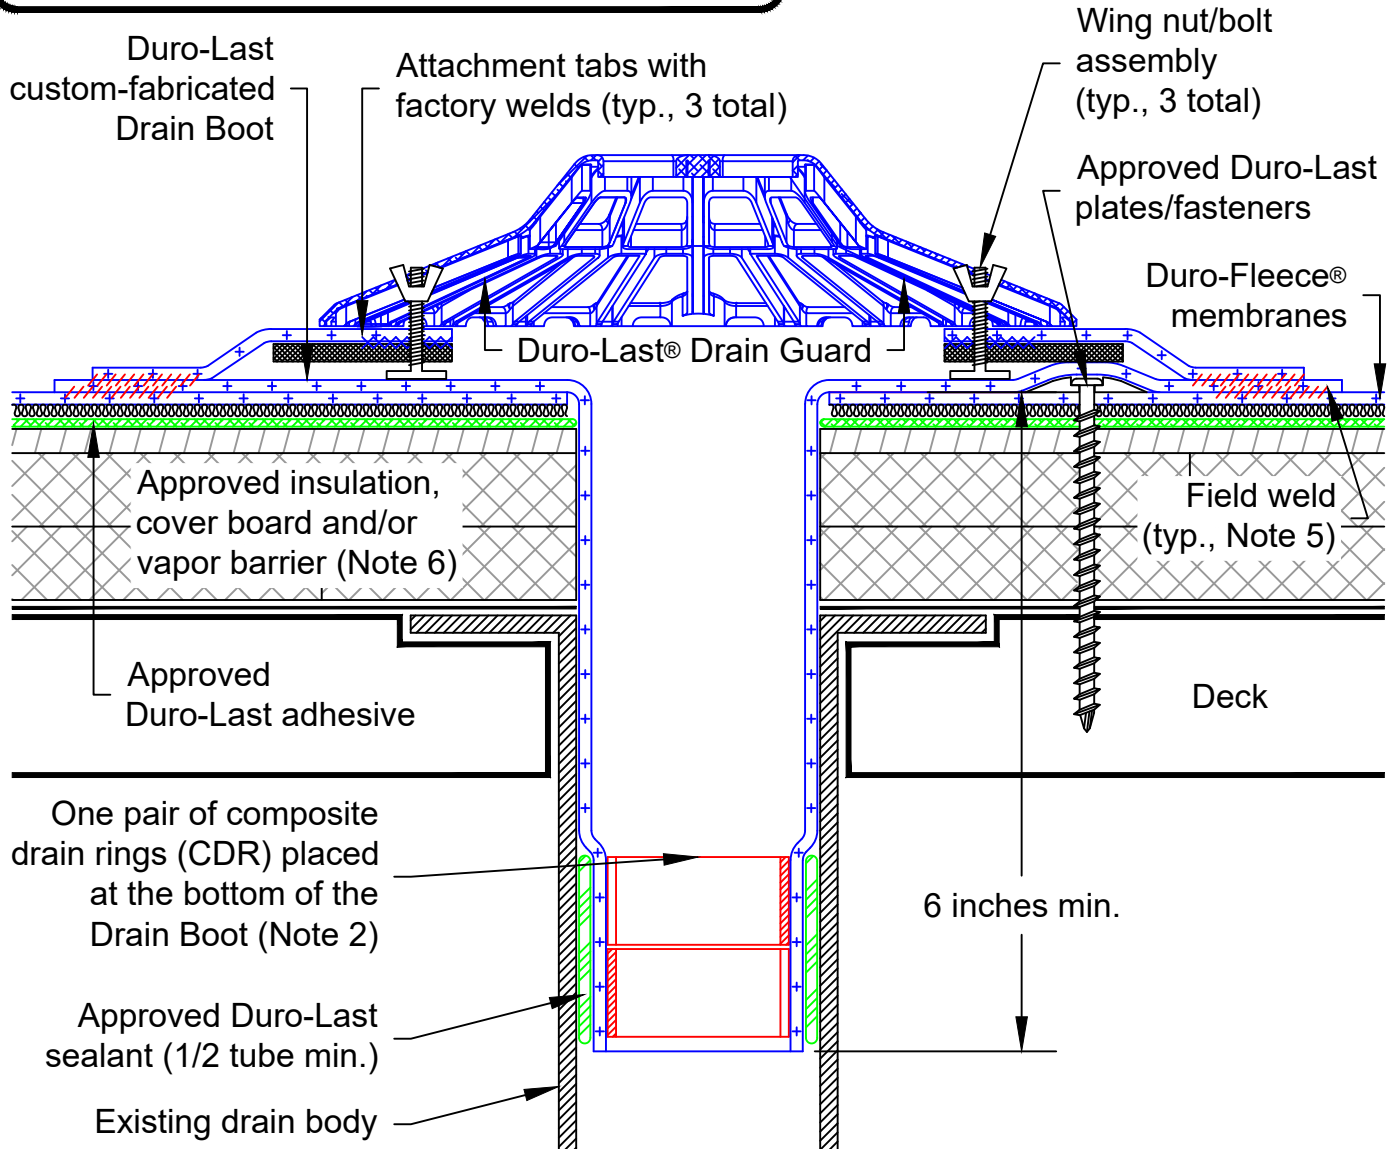 Duro-Last
custom-fabricated
Drain Boot
Attachment tabs with
factory welds (typ., 3 total)
Wing nut/bolt
assembly
(typ., 3 total)
Approved Duro-Last
plates/fasteners
Duro-Fleece®
membranes
Duro-Last® Drain Guard
Approved insulation,
cover board and/or
vapor barrier (Note 6)
Field weld
(typ., Note 5)
Approved
Duro-Last adhesive
Deck
One pair of composite
drain rings (CDR) placed
at the bottom of the
Drain Boot (Note 2)
6 inches min.
Approved Duro-Last
sealant (1/2 tube min.)
Existing drain body